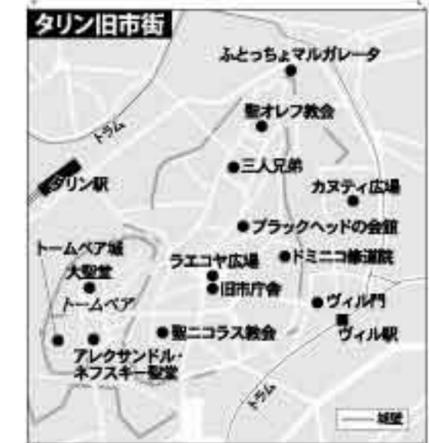 タリン旧市街
ふとっちょマルガレータ
トラム
聖オレフ教会
三人兄弟
タリン駅
カヌティ広場
ブラックヘッドの会館
トームペア城
ラエコヤ広場
ドミニコ修道院
大聖堂
旧市庁舎
トームペア
ヴィル門
聖ニコラス教会
ヴィル駅
アレクサンドル・
ネフスキー聖堂
トラム
城壁